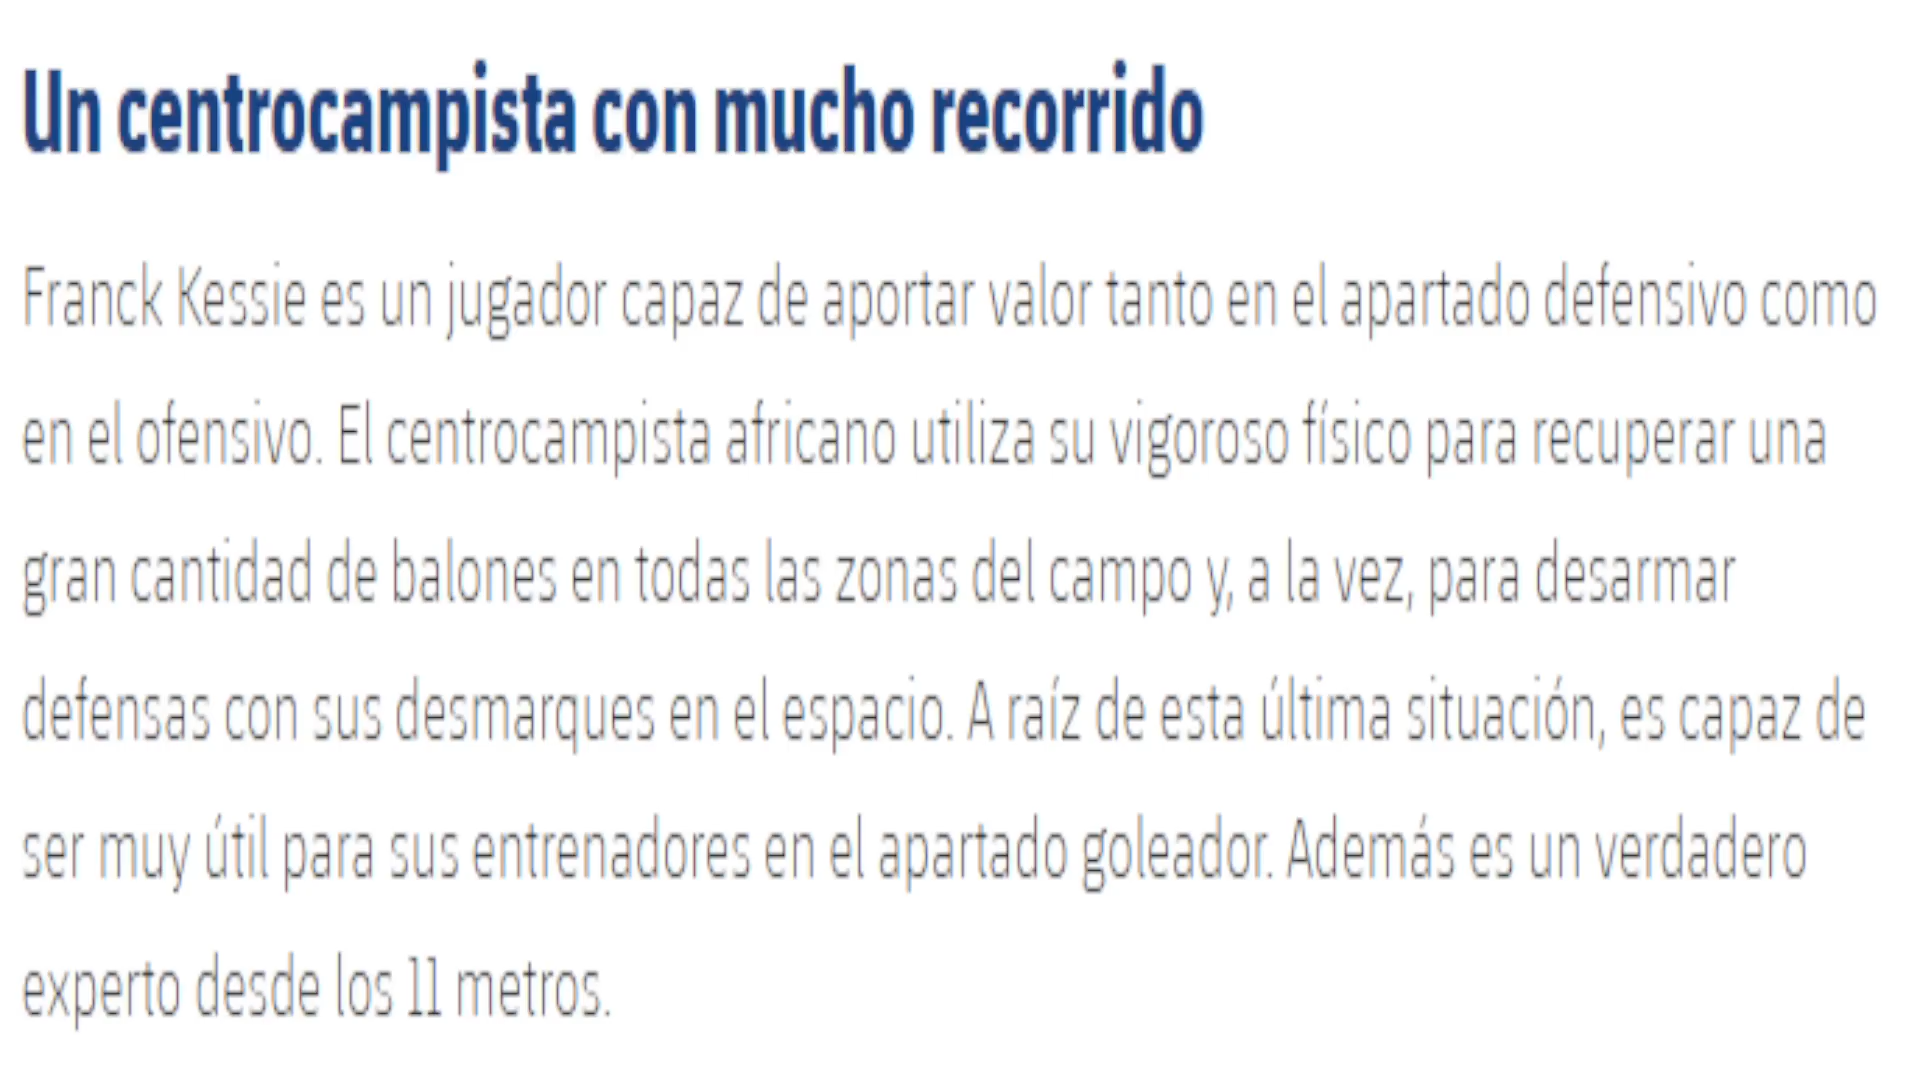 Un centrocampista con mucho recorrido
Franck Kessie es un jugador capaz de aportar valor tanto en el apartado defensivo como
en el ofensivo. El centrocampista africano utiliza su vigoroso físico para recuperar una
gran cantidad de balones en todas las zonas del campo y, a la vez, para desarmar
defensas con sus desmarques en el espacio. A raíz de esta última situación, es capaz de
ser muy útil para sus entrenadores en el apartado goleador. Además es un verdadero
experto desde los 11 metros.